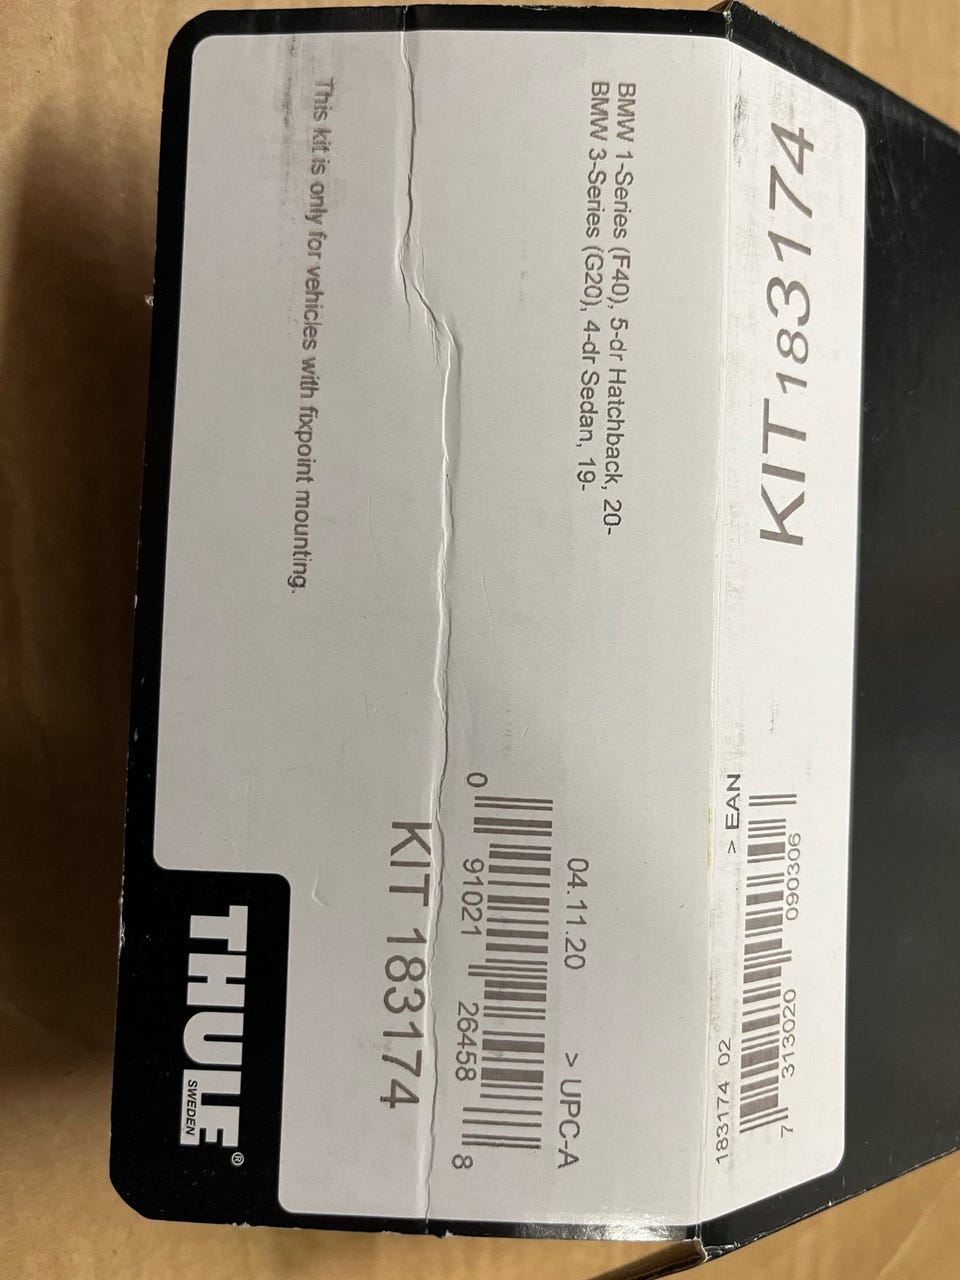 KIT183174
> EAN
7 313020 090306
183174 02
BMW 1-Series (F40), 5-dr Hatchback, 20-
BMW 3-Series (G20), 4-dr Sedan, 19-
04.11.20 > UPC-A
0 91021 26458 8
KIT 183174
This kit is only for vehicles with fixpoint mounting.
THULE®
SWEDEN